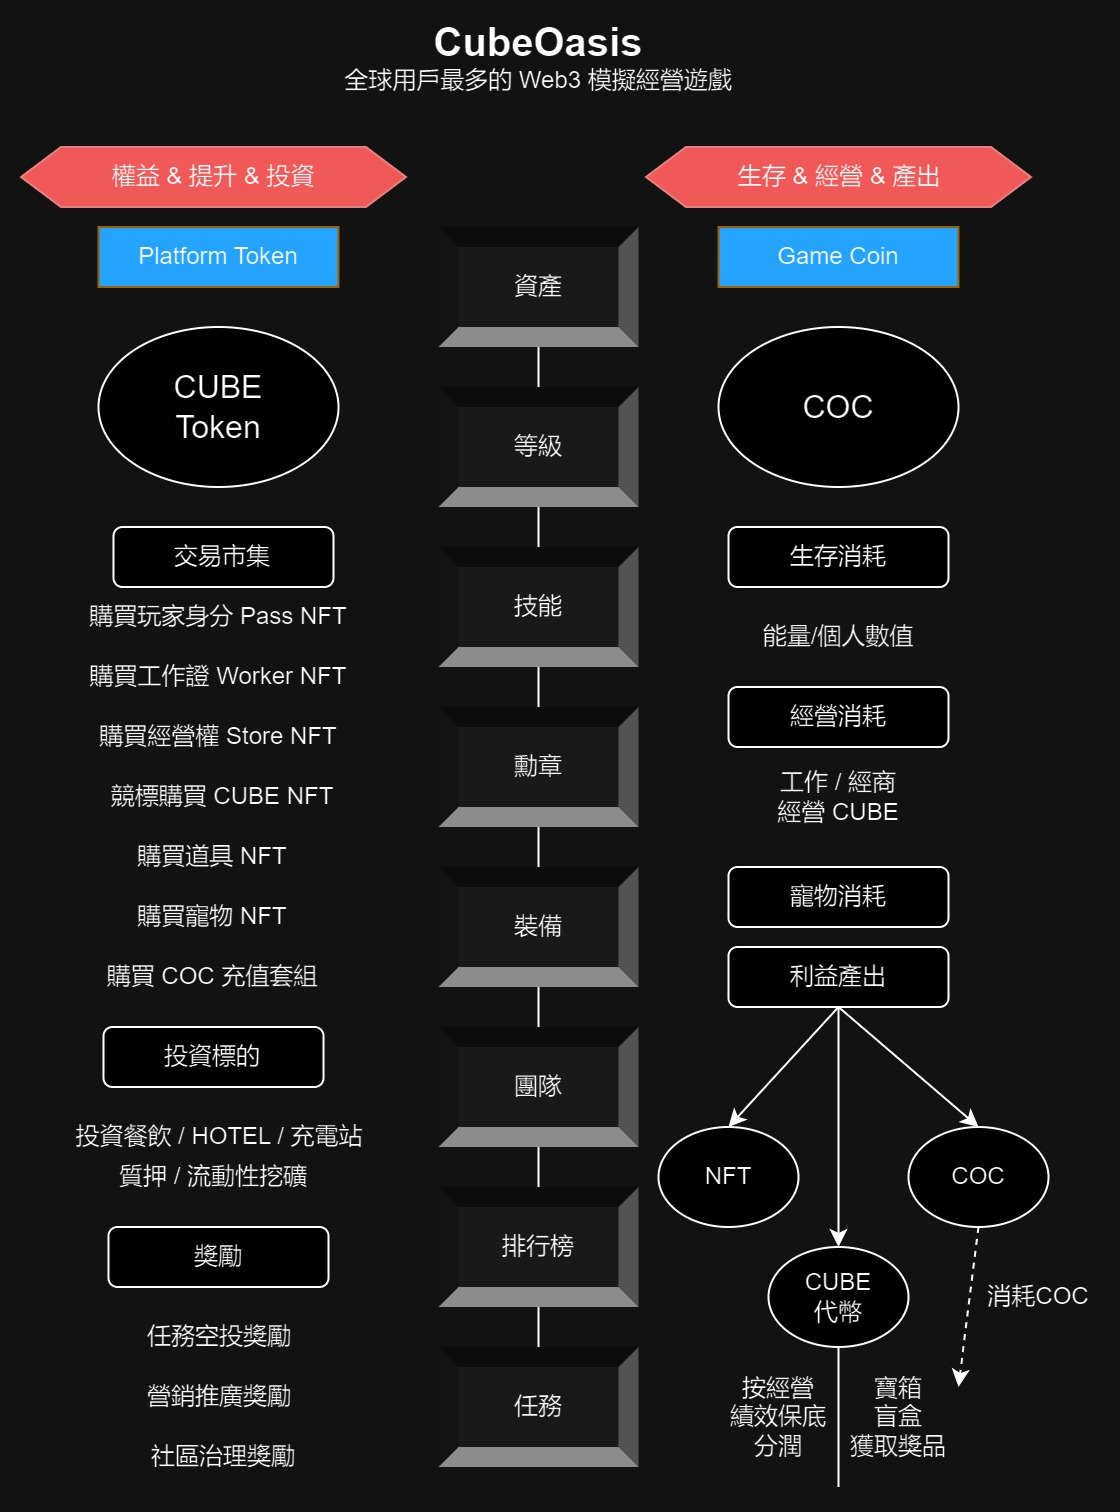 CubeOasis
全球用戶最多的 Web3 模擬經營遊戲
權益 & 提升 & 投資
Platform Token
CUBE
Token
交易市集
購買玩家身分 Pass NFT
購買工作證 Worker NFT
購買經營權 Store NFT
競標購買 CUBE NFT
購買道具 NFT
購買寵物 NFT
購買 COC 充值套組
投資標的
投資餐飲 / HOTEL / 充電站
質押 / 流動性挖礦
獎勵
任務空投獎勵
營銷推廣獎勵
社區治理獎勵
資產
等級
技能
勳章
裝備
團隊
排行榜
任務
生存 & 經營 & 產出
Game Coin
COC
生存消耗
能量/個人數值
經營消耗
工作 / 經商
經營 CUBE
寵物消耗
利益產出
NFT
COC
CUBE
代幣
消耗COC
按經營
績效保底
分潤
寶箱
盲盒
獲取獎品